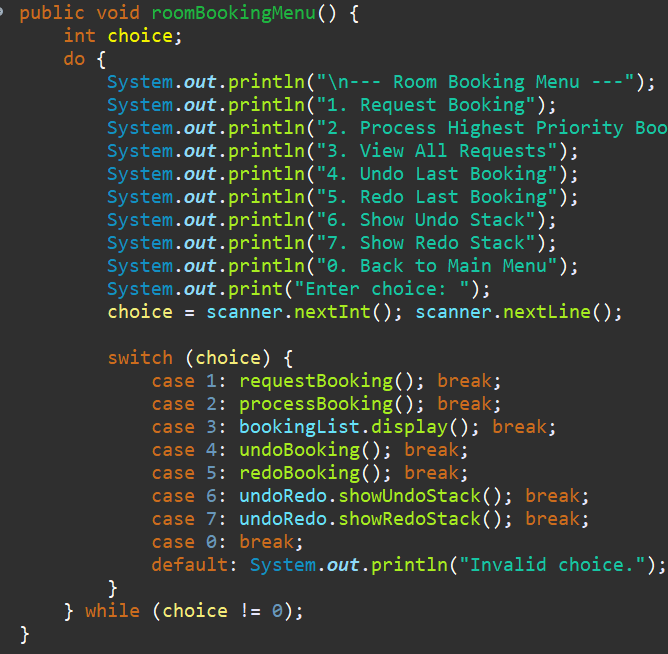 public void roomBookingMenu() {
    int choice;
    do {
        System.out.println("\n--- Room Booking Menu ---");
        System.out.println("1. Request Booking");
        System.out.println("2. Process Highest Priority Boo
        System.out.println("3. View All Requests");
        System.out.println("4. Undo Last Booking");
        System.out.println("5. Redo Last Booking");
        System.out.println("6. Show Undo Stack");
        System.out.println("7. Show Redo Stack");
        System.out.println("0. Back to Main Menu");
        System.out.print("Enter choice: ");
        choice = scanner.nextInt(); scanner.nextLine();

        switch (choice) {
            case 1: requestBooking(); break;
            case 2: processBooking(); break;
            case 3: bookingList.display(); break;
            case 4: undoBooking(); break;
            case 5: redoBooking(); break;
            case 6: undoRedo.showUndoStack(); break;
            case 7: undoRedo.showRedoStack(); break;
            case 0: break;
            default: System.out.println("Invalid choice.");
        }
    } while (choice != 0);
}